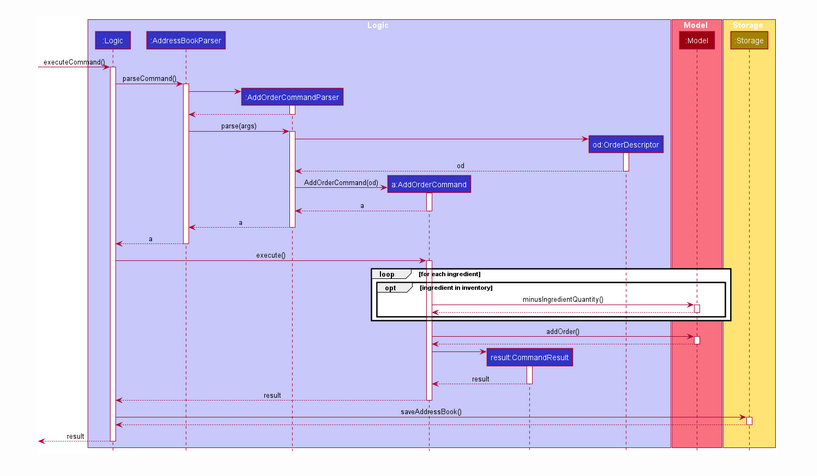 Logic
Model
Storage
:Logic
:AddressBookParser
:Model
:Storage
executeCommand()
parseCommand()
:AddOrderCommandParser
parse(args)
od:OrderDescriptor
od
AddOrderCommand(od)
a:AddOrderCommand
a
a
a
execute()
loop [for each ingredient]
opt [ingredient in inventory]
minusIngredientQuantity()
addOrder()
result:CommandResult
result
result
saveAddressBook()
result